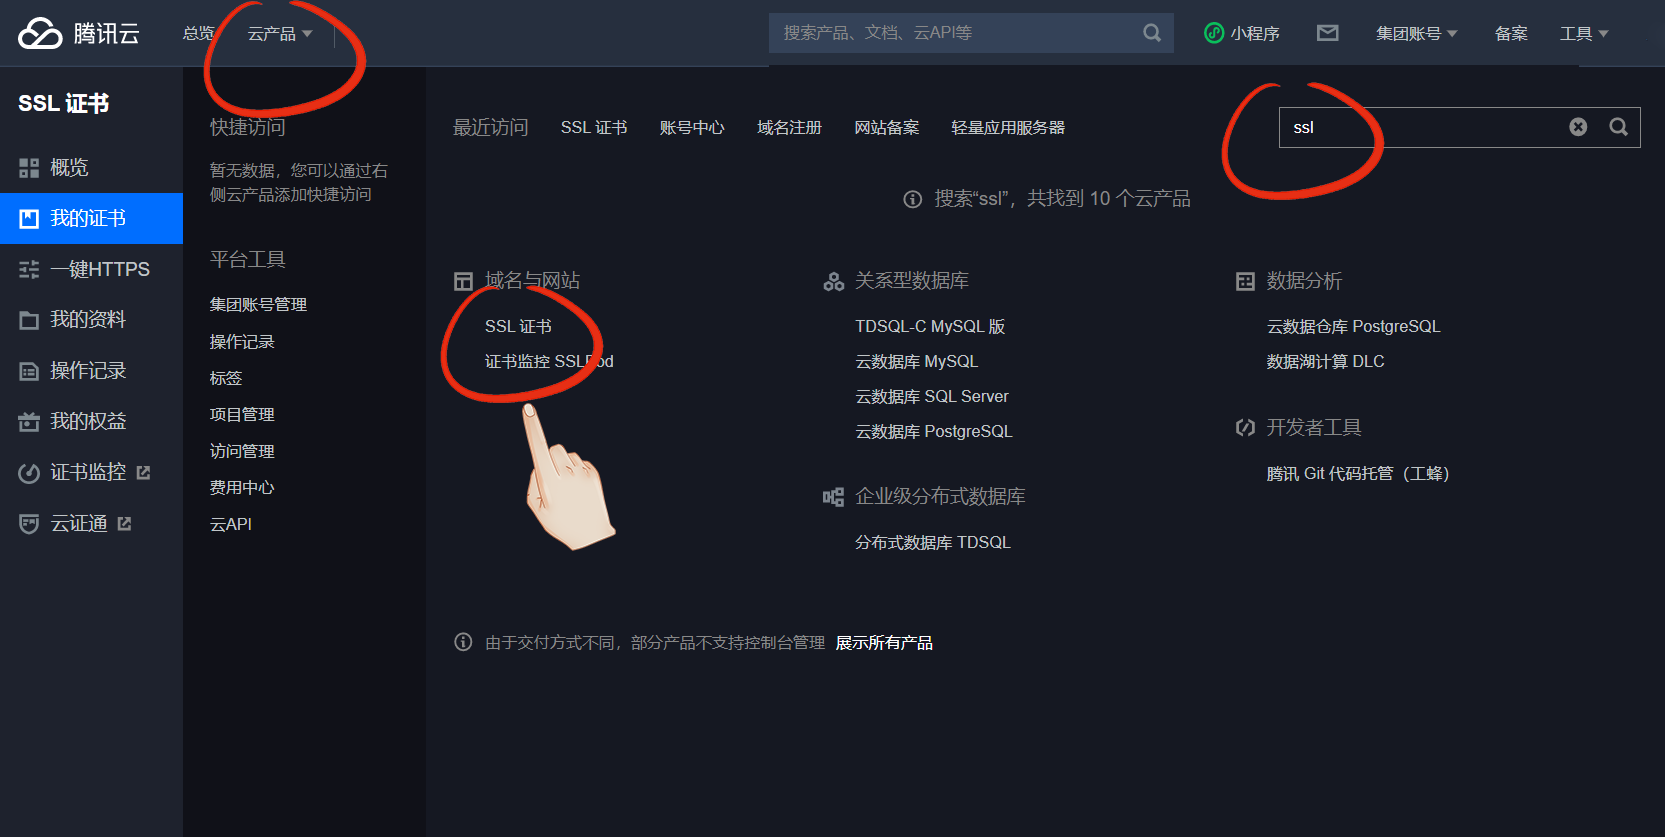 腾讯云
总览
云产品
搜索产品、文档、云API等
小程序
集团账号
备案
工具
SSL 证书
概览
我的证书
一键HTTPS
我的资料
操作记录
我的权益
证书监控
云证通
快捷访问
暂无数据，您可以通过右
侧云产品添加快捷访问
平台工具
集团账号管理
操作记录
标签
项目管理
访问管理
费用中心
云API
最近访问
SSL 证书
账号中心
域名注册
网站备案
轻量应用服务器
ssl
搜索“ssl”，共找到 10 个云产品
域名与网站
SSL 证书
证书监控 SSLPod
关系型数据库
TDSQL-C MySQL 版
云数据库 MySQL
云数据库 SQL Server
云数据库 PostgreSQL
企业级分布式数据库
分布式数据库 TDSQL
数据分析
云数据仓库 PostgreSQL
数据湖计算 DLC
开发者工具
腾讯 Git 代码托管（工蜂）
由于交付方式不同，部分产品不支持控制台管理 展示所有产品